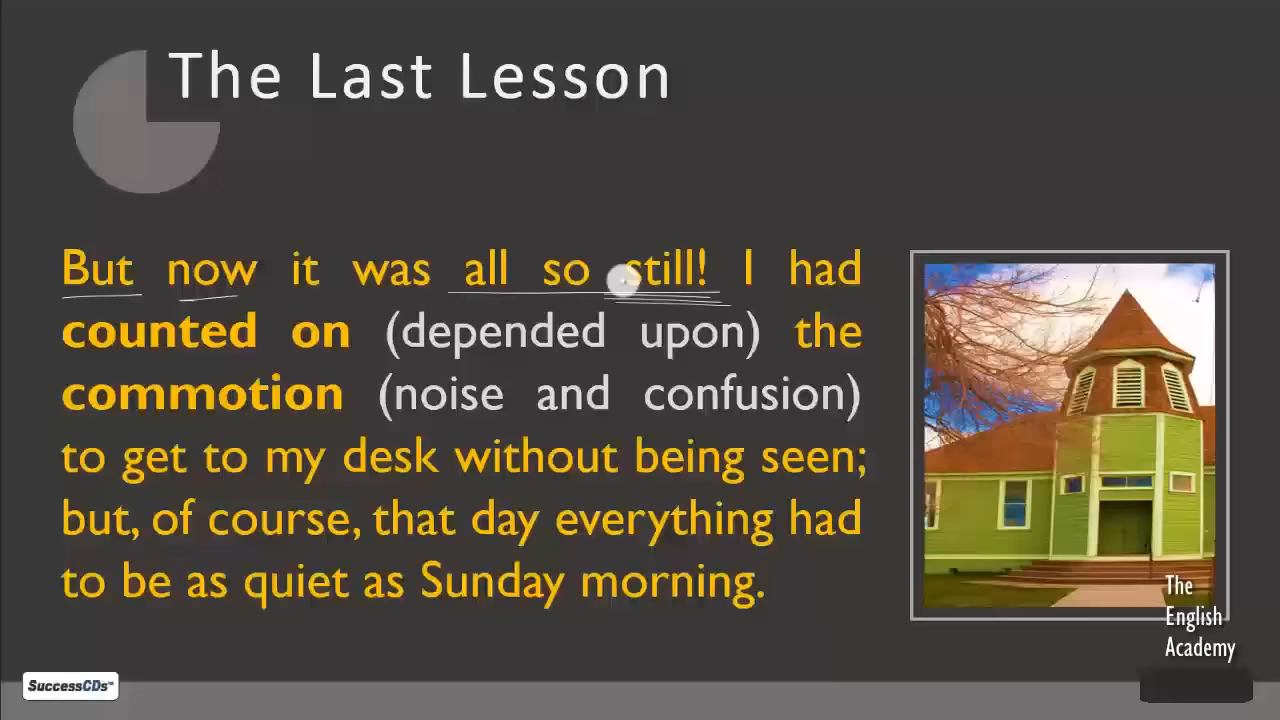 The Last Lesson
But now it was all so still! I had
counted on (depended upon) the
commotion (noise and confusion)
to get to my desk without being seen;
but, of course, that day everything had
to be as quiet as Sunday morning.
The
English
Academy
SuccessCDs™